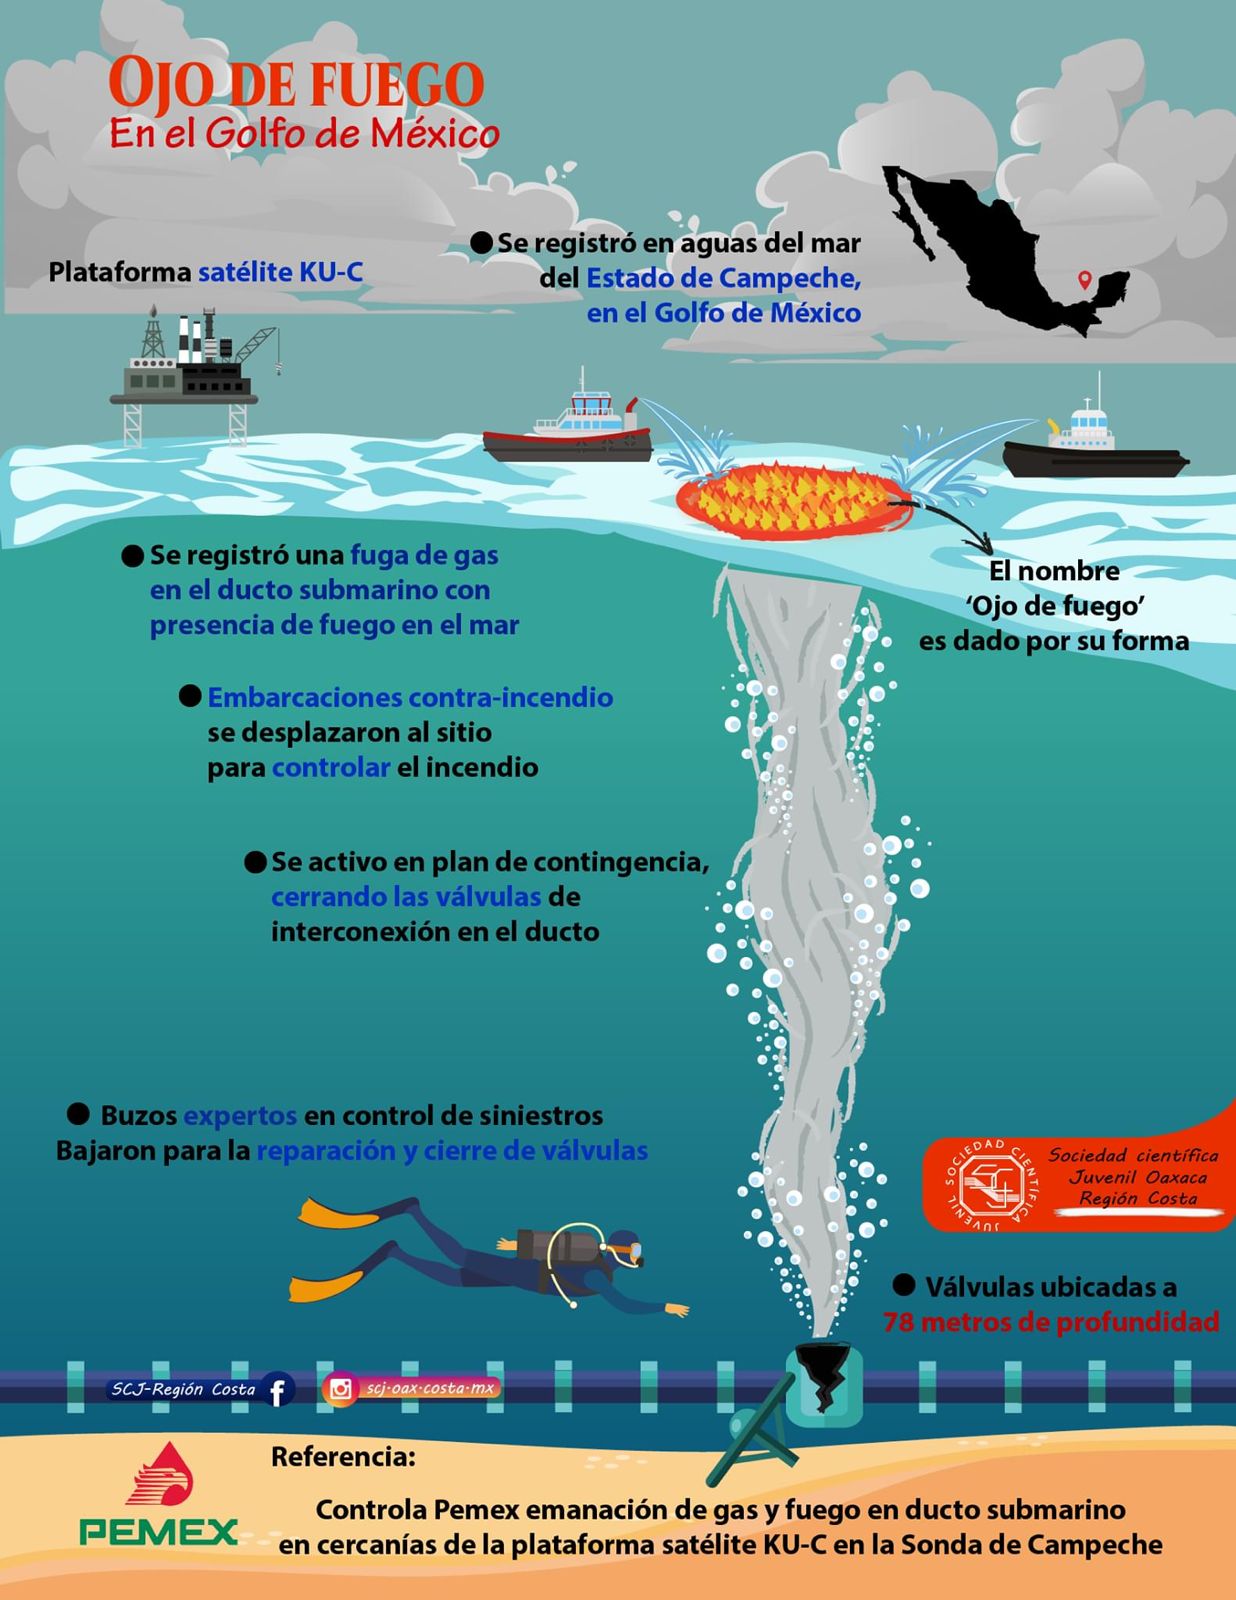 OJO DE FUEGO
En el Golfo de México
Plataforma satélite KU-C
Se registró en aguas del mar
del Estado de Campeche,
en el Golfo de México
Se registró una fuga de gas
en el ducto submarino con
presencia de fuego en el mar
El nombre
‘Ojo de fuego’
es dado por su forma
Embarcaciones contra-incendio
se desplazaron al sitio
para controlar el incendio
Se activo en plan de contingencia,
cerrando las válvulas de
interconexión en el ducto
Buzos expertos en control de siniestros
Bajaron para la reparación y cierre de válvulas
SOCIEDAD CIENTÍFICA JUVENIL
Sociedad científica
Juvenil Oaxaca
Región Costa
Válvulas ubicadas a
78 metros de profundidad
SCJ-Región Costa
scj-oax-costa-mx
PEMEX
Referencia:
Controla Pemex emanación de gas y fuego en ducto submarino
en cercanías de la plataforma satélite KU-C en la Sonda de Campeche